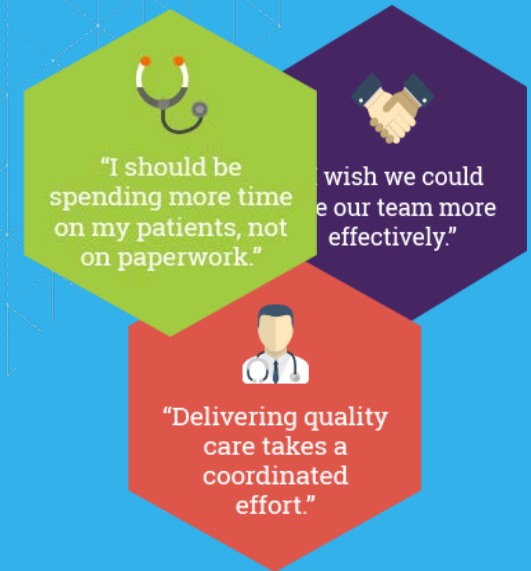 “I should be
spending more time
on my patients, not
on paperwork.”
wish we could
our team more
effectively.”
“Delivering quality
care takes a
coordinated
effort.”